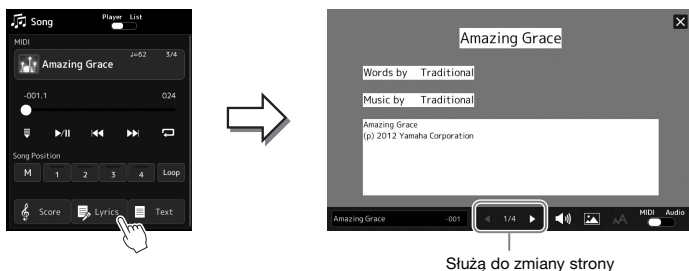 Song
Player List
MIDI
♩=62 3/4
Amazing Grace
-001.1 024
Song Position
M 1 2 3 4 Loop
Score Lyrics Text
Amazing Grace
Words by Traditional
Music by Traditional
Amazing Grace
(p) 2012 Yamaha Corporation
Amazing Grace -001 1/4 AA MIDI Audio
Służą do zmiany strony